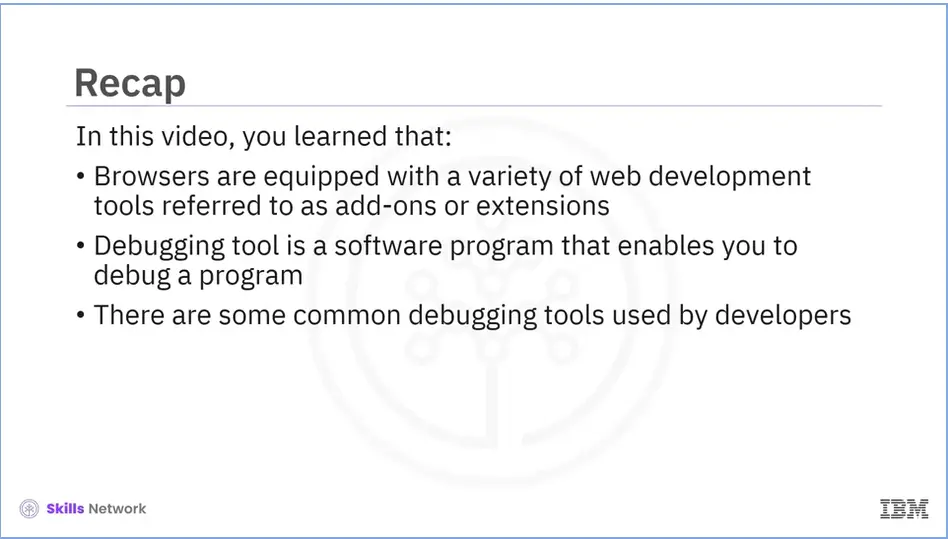 Recap
In this video, you learned that:
• Browsers are equipped with a variety of web development
tools referred to as add-ons or extensions
• Debugging tool is a software program that enables you to
debug a program
• There are some common debugging tools used by developers
Skills Network
IBM